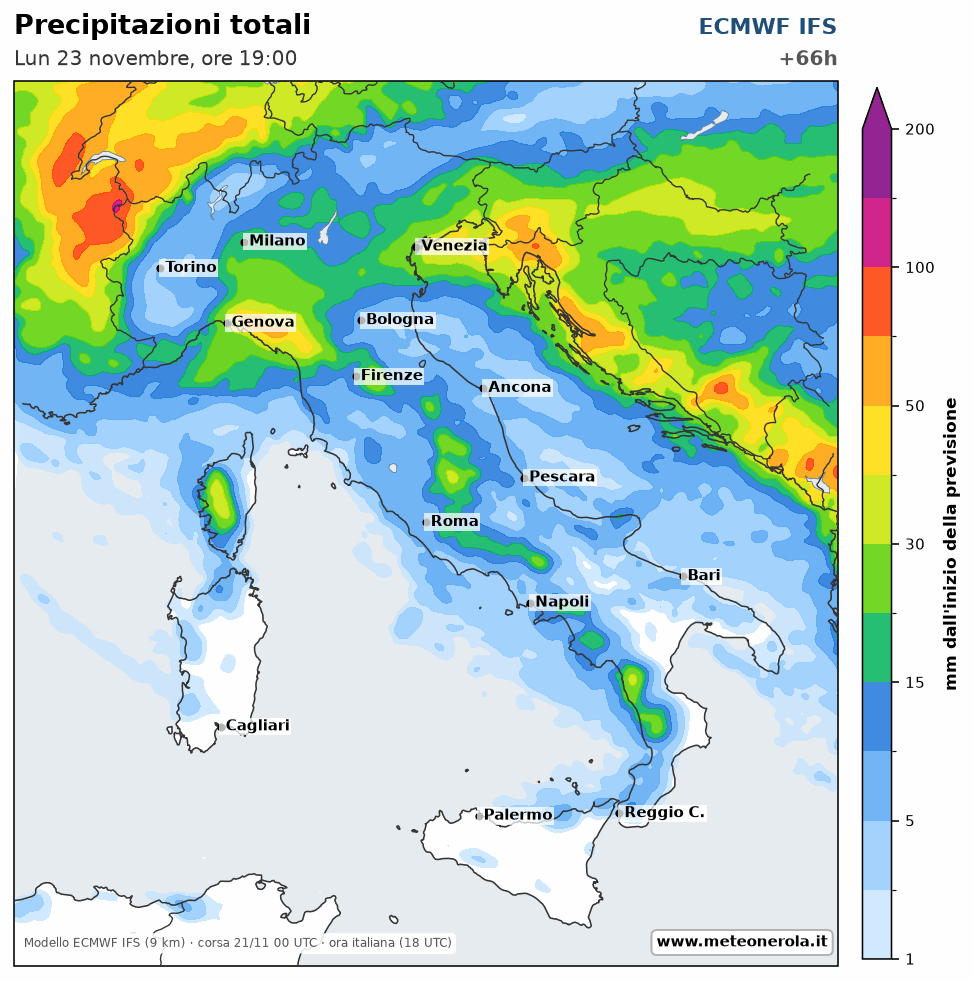 Precipitazioni totali
ECMWF IFS
Lun 23 novembre, ore 19:00
+66h
200
Milano
Venezia
Torino
100
Genova
Bologna
Firenze
Ancona
50
Pescara
Roma
30
Bari
Napoli
15
Cagliari
Palermo
Reggio C.
5
mm dall'inizio della previsione
Modello ECMWF IFS (9 km) · corsa 21/11 00 UTC · ora italiana (18 UTC)
www.meteonerola.it
1